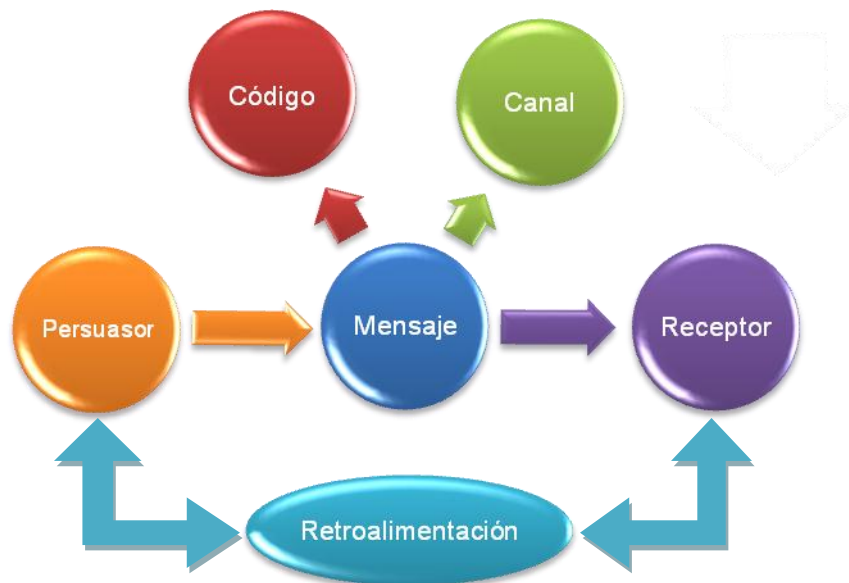 Código
Canal
Persuasor
Mensaje
Receptor
Retroalimentación